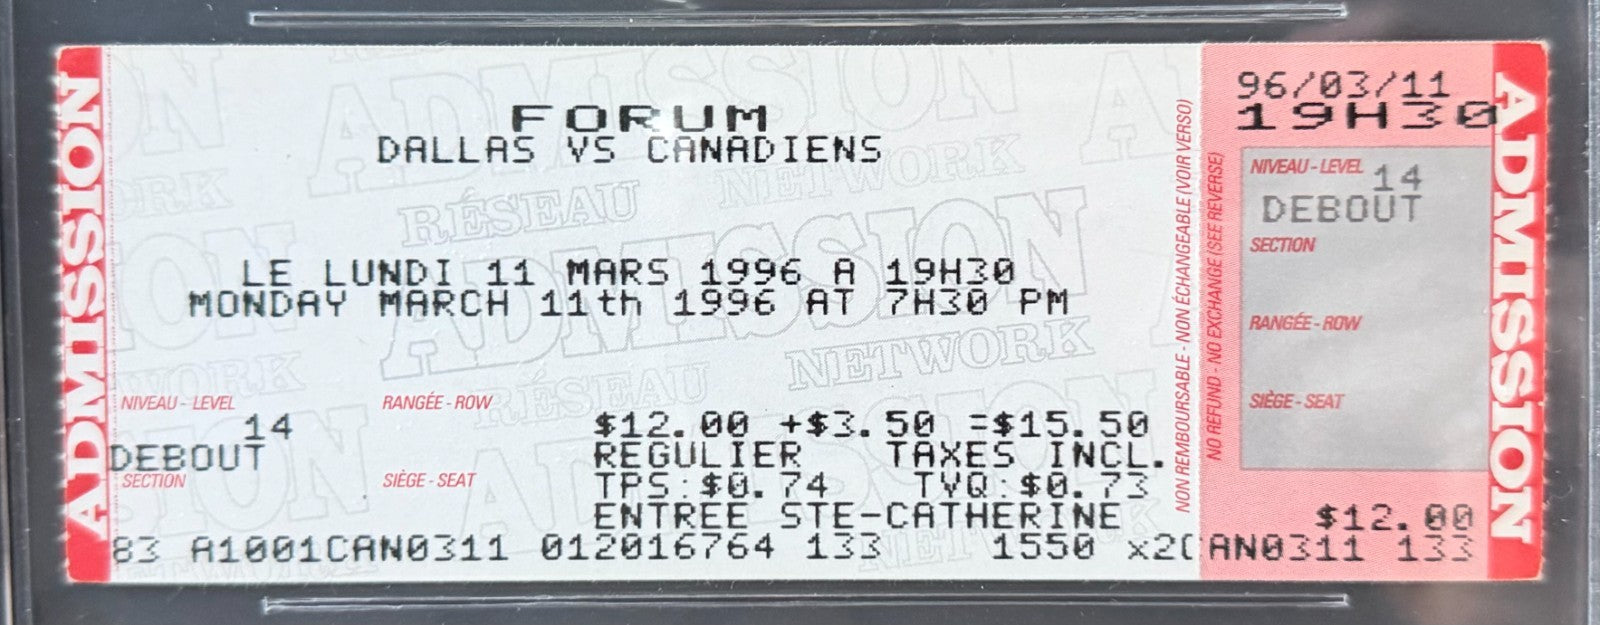 ADMISSION
FORUM
DALLAS VS CANADIENS
RÉSEAU
ADMISSION
NETWORK
LE LUNDI 11 MARS 1996 A 19H30
MONDAY MARCH 11th 1996 AT 7H30 PM
NIVEAU - LEVEL
14
DEBOUT
SECTION
RANGÉE - ROW
SIÈGE - SEAT
$12.00 +$3.50 =$15.50
REGULIER TAXES INCL.
TPS:$0.74 TVQ:$0.73
ENTREE STE-CATHERINE
83 A1001CAN0311 012016764 133 1550 x2CAN0311 133
NON REMBOURSABLE - NON ÉCHANGEABLE (VOIR VERSO)
NO REFUND - NO EXCHANGE (SEE REVERSE)
96/03/11
19H30
NIVEAU - LEVEL
14
DEBOUT
SECTION
RANGÉE - ROW
SIÈGE - SEAT
$12.00
ADMISSION